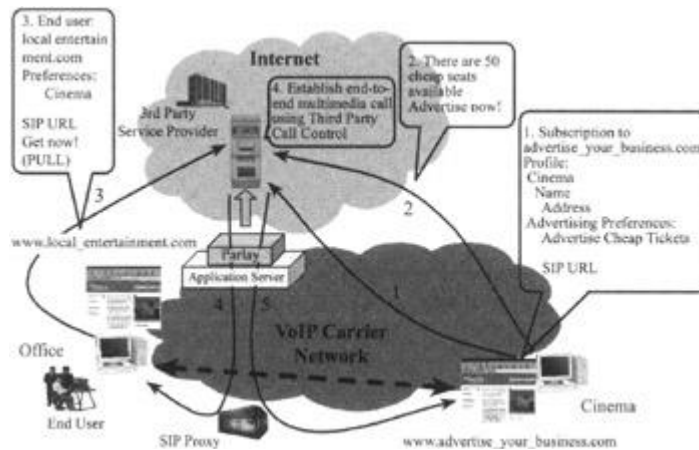 3. End user:
local entertain
ment.com
Preferences:
Cinema
SIP URL
Get now!
(PULL)
Internet
3rd Party
Service Provider
4. Establish end-to-
end multimedia call
using Third Party
Call Control
2. There are 50
cheap seats
available
Advertise now!
1. Subscription to
advertise_your_business.com
Profile:
Cinema
Name
Address
Advertising Preferences:
Advertise Cheap Tickets
SIP URL
3
2
www.local_entertainment.com
Parlay
Application Server
1
4
5
VoIP Carrier
Network
Office
End User
SIP Proxy
Cinema
www.advertise_your_business.com